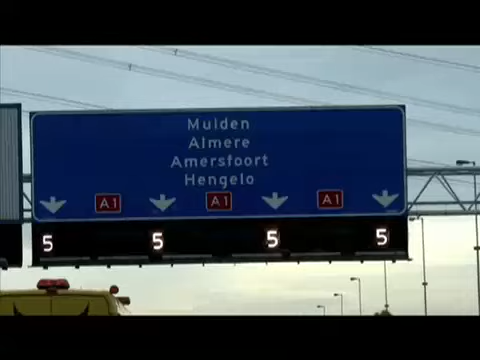 Muiden
Almere
Amersfoort
Hengelo
A1 A1 A1
5 5 5 5